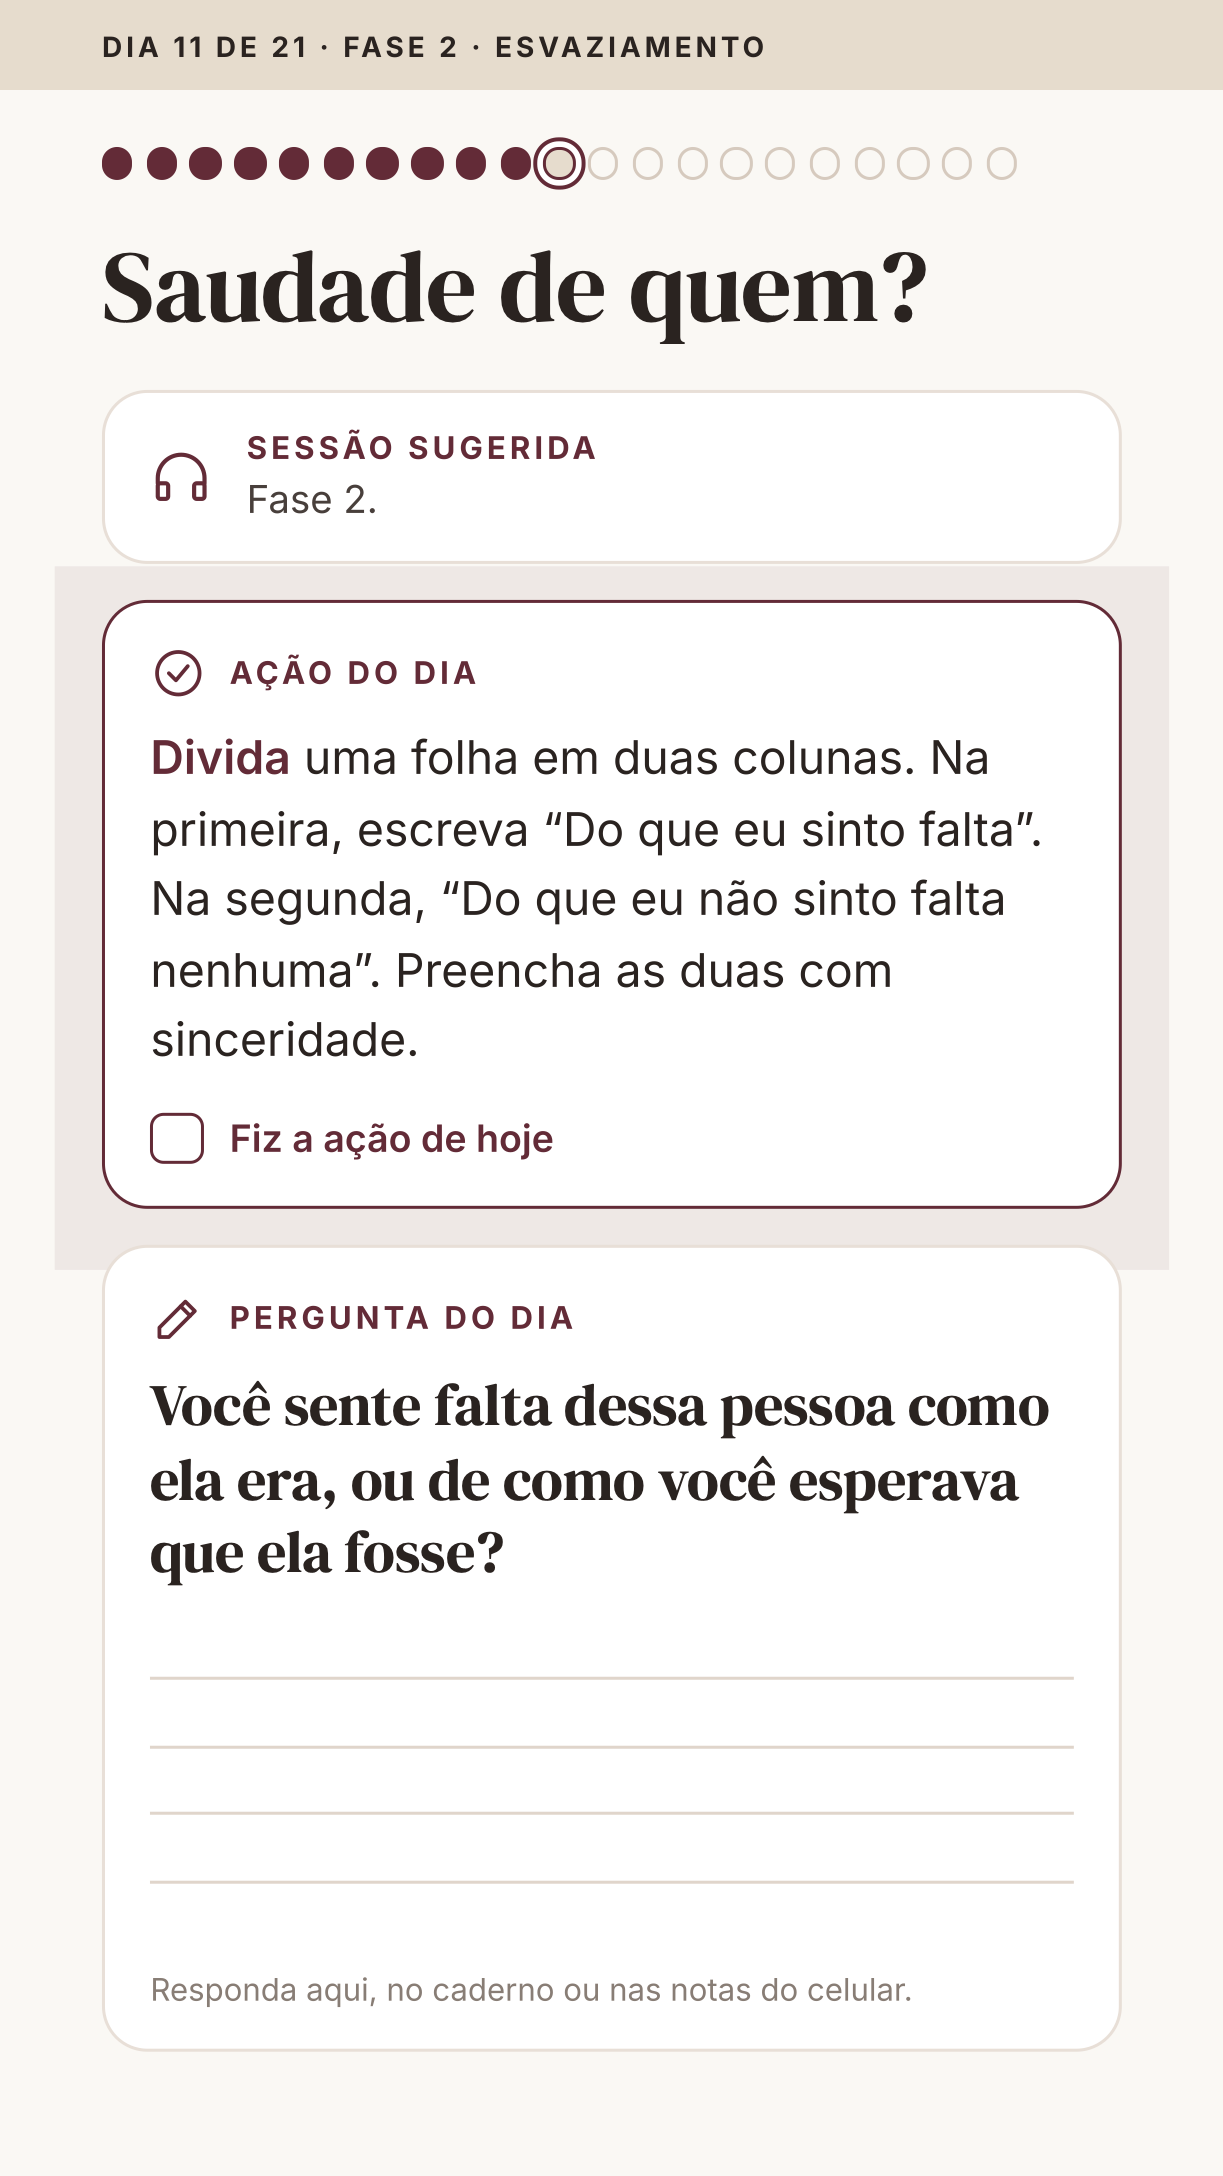 DIA 11 DE 21 · FASE 2 · ESVAZIAMENTO
Saudade de quem?
SESSÃO SUGERIDA
Fase 2.
AÇÃO DO DIA
Divida uma folha em duas colunas. Na
primeira, escreva “Do que eu sinto falta”.
Na segunda, “Do que eu não sinto falta
nenhuma”. Preencha as duas com
sinceridade.
Fiz a ação de hoje
PERGUNTA DO DIA
Você sente falta dessa pessoa como
ela era, ou de como você esperava
que ela fosse?
Responda aqui, no caderno ou nas notas do celular.